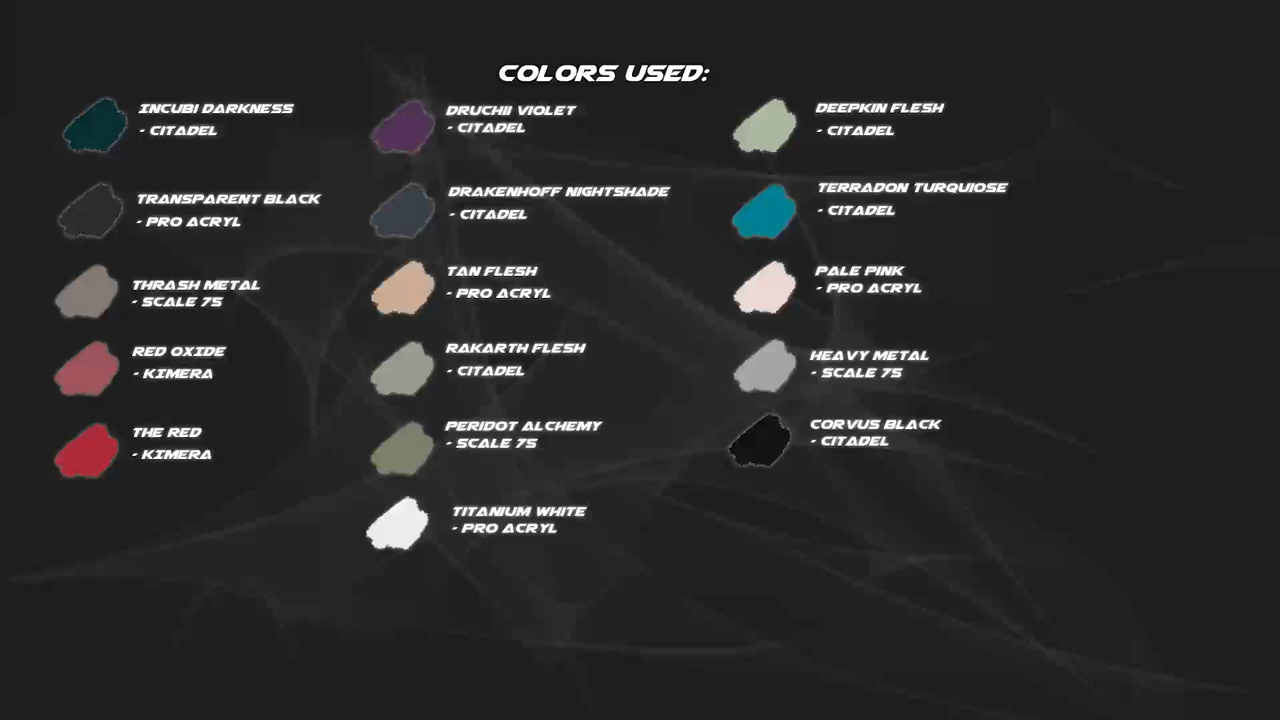 COLORS USED:
INCUBI DARKNESS
- CITADEL
TRANSPARENT BLACK
- PRO ACRYL
THRASH METAL
- SCALE 75
RED OXIDE
- KIMERA
THE RED
- KIMERA
DRUCHII VIOLET
- CITADEL
DRAKENHOFF NIGHTSHADE
- CITADEL
TAN FLESH
- PRO ACRYL
RAKARTH FLESH
- CITADEL
PERIDOT ALCHEMY
- SCALE 75
TITANIUM WHITE
- PRO ACRYL
DEEPKIN FLESH
- CITADEL
TERRADON TURQUIOSE
- CITADEL
PALE PINK
- PRO ACRYL
HEAVY METAL
- SCALE 75
CORVUS BLACK
- CITADEL